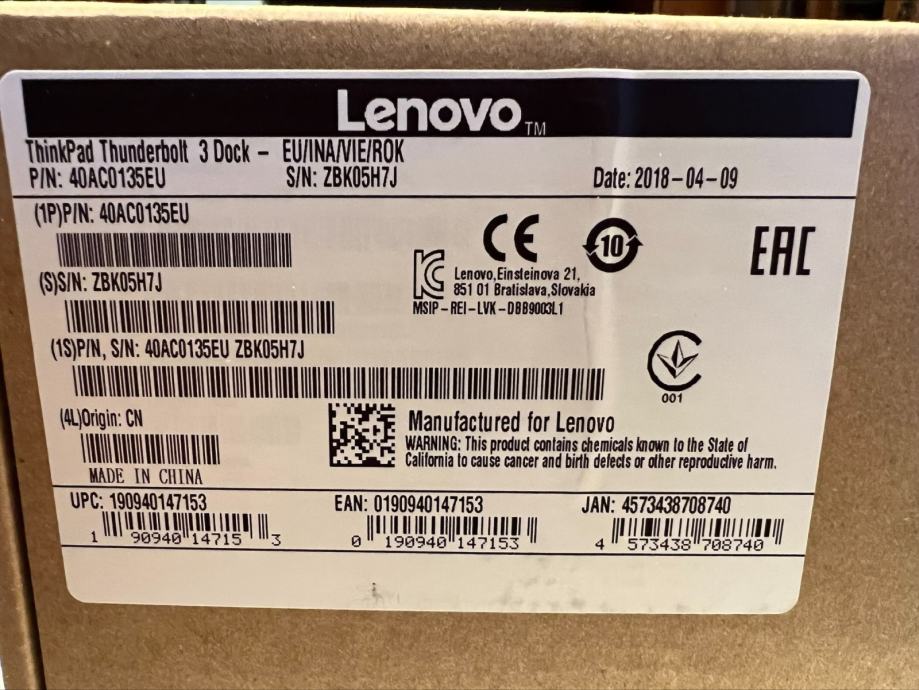 Lenovo™
ThinkPad Thunderbolt 3 Dock – EU/INA/VIE/ROK
P/N: 40AC0135EU S/N: ZBK05H7J Date: 2018-04-09
(1P)P/N: 40AC0135EU
CE
10
EAC
(S)S/N: ZBK05H7J
Lenovo,Einsteinova 21,
851 01 Bratislava,Slovakia
MSIP-REI-LVK-DBB9003L1
(1S)P/N, S/N: 40AC0135EU ZBK05H7J
001
(4L)Origin: CN
MADE IN CHINA
Manufactured for Lenovo
WARNING: This product contains chemicals known to the State of
California to cause cancer and birth defects or other reproductive harm.
UPC: 190940147153 EAN: 0190940147153 JAN: 4573438708740
1 90940 14715 3 0 190940 147153 4 573438 708740